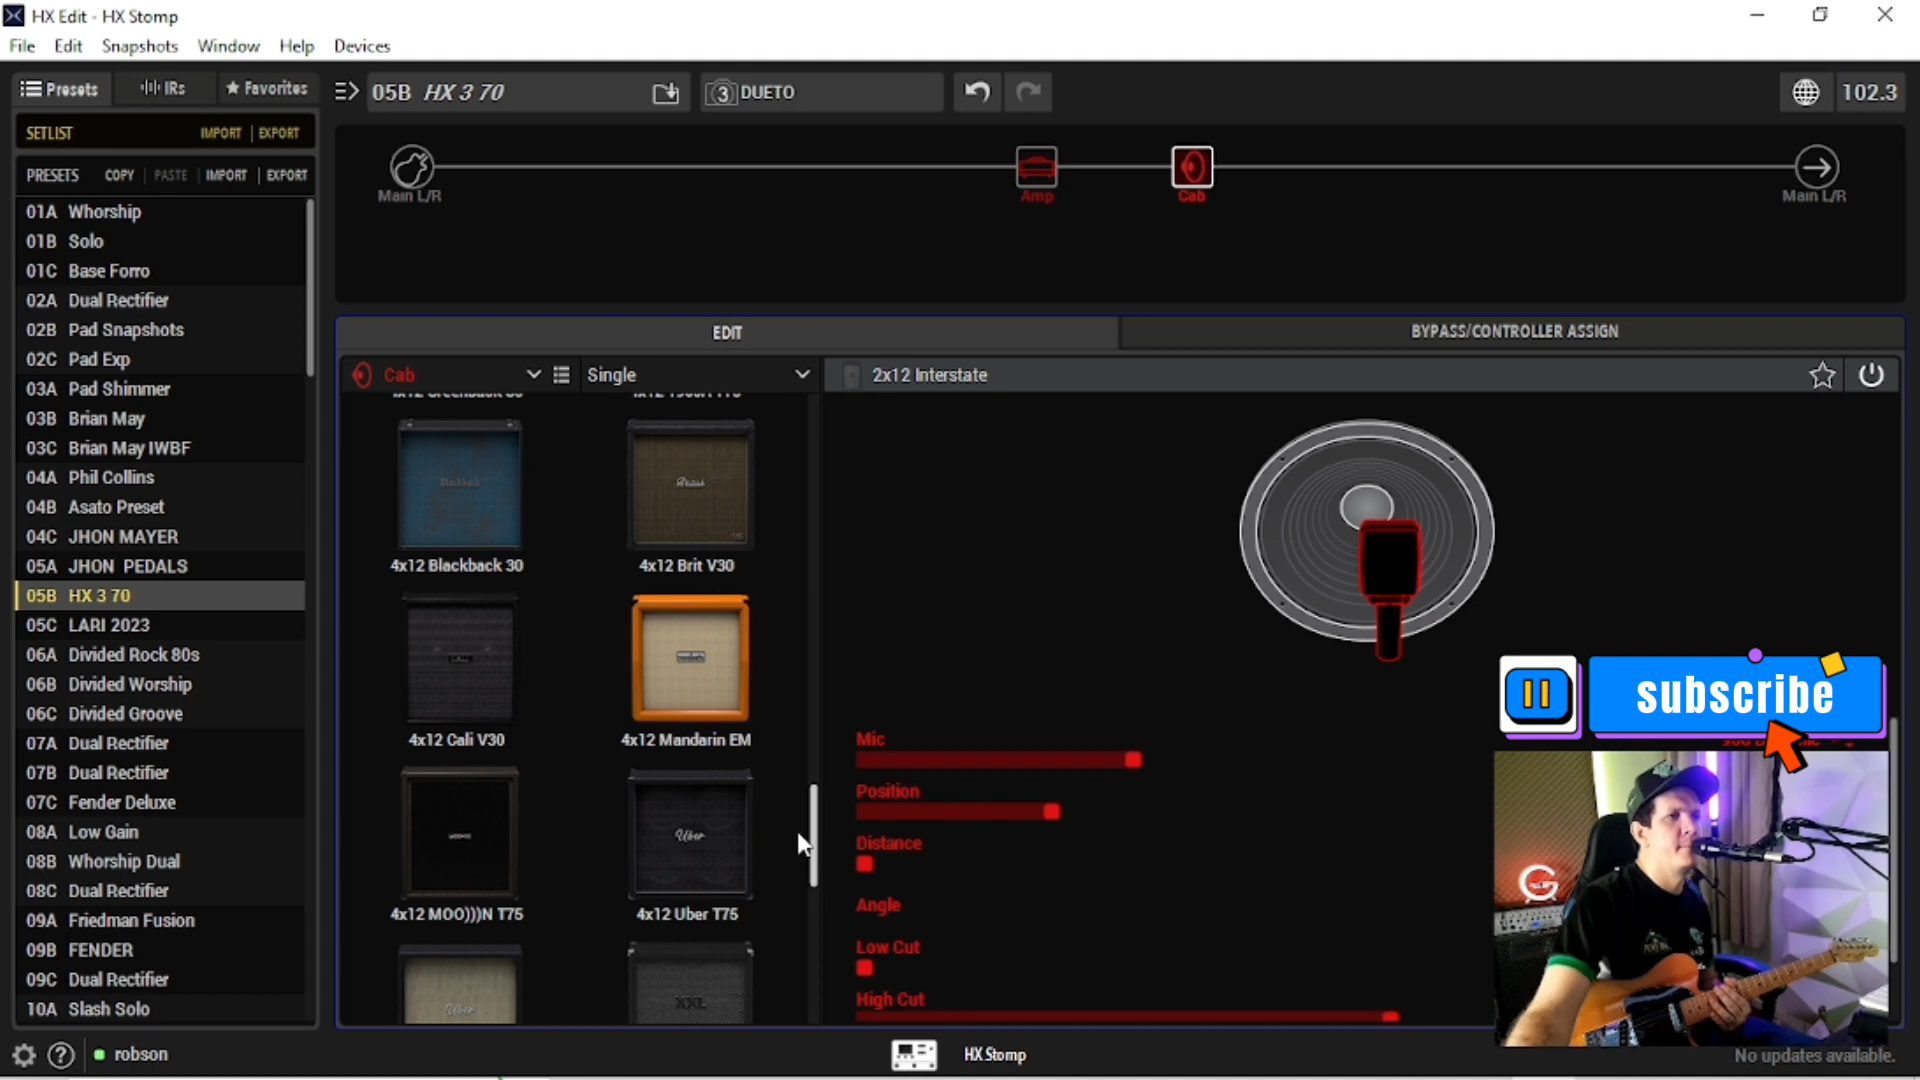 HX Edit - HX Stomp
File Edit Snapshots Window Help Devices
Presets IRs Favorites
05B HX 3 70
3 DUETO
102.3
SETLIST IMPORT EXPORT
PRESETS COPY PASTE IMPORT EXPORT
01A Whorship
01B Solo
01C Base Forro
02A Dual Rectifier
02B Pad Snapshots
02C Pad Exp
03A Pad Shimmer
03B Brian May
03C Brian May IWBF
04A Phil Collins
04B Asato Preset
04C JHON MAYER
05A JHON PEDALS
05B HX 3 70
05C LARI 2023
06A Divided Rock 80s
06B Divided Worship
06C Divided Groove
07A Dual Rectifier
07B Dual Rectifier
07C Fender Deluxe
08A Low Gain
08B Whorship Dual
08C Dual Rectifier
09A Friedman Fusion
09B FENDER
09C Dual Rectifier
10A Slash Solo
Main L/R Amp Cab Main L/R
EDIT BYPASS/CONTROLLER ASSIGN
Cab Single 2x12 Interstate
4x12 Blackback 30 4x12 Brit V30
4x12 Cali V30 4x12 Mandarin EM
Uber
4x12 MOO)))N T75 4x12 Uber T75
Uber XXL
Mic
Position
Distance
Angle
Low Cut
High Cut
subscribe
G
robson HX Stomp No updates available.